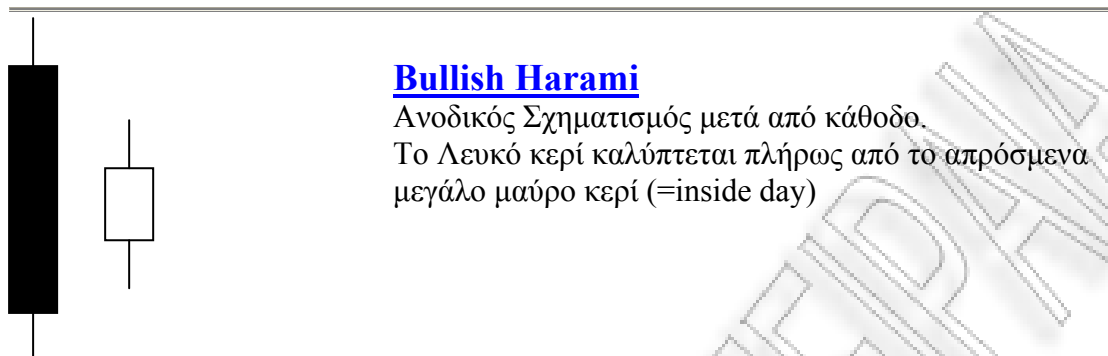 Bullish Harami
Ανοδικός Σχηματισμός μετά από κάθοδο.
Το Λευκό κερί καλύπτεται πλήρως από το απρόσμενα
μεγάλο μαύρο κερί (=inside day)